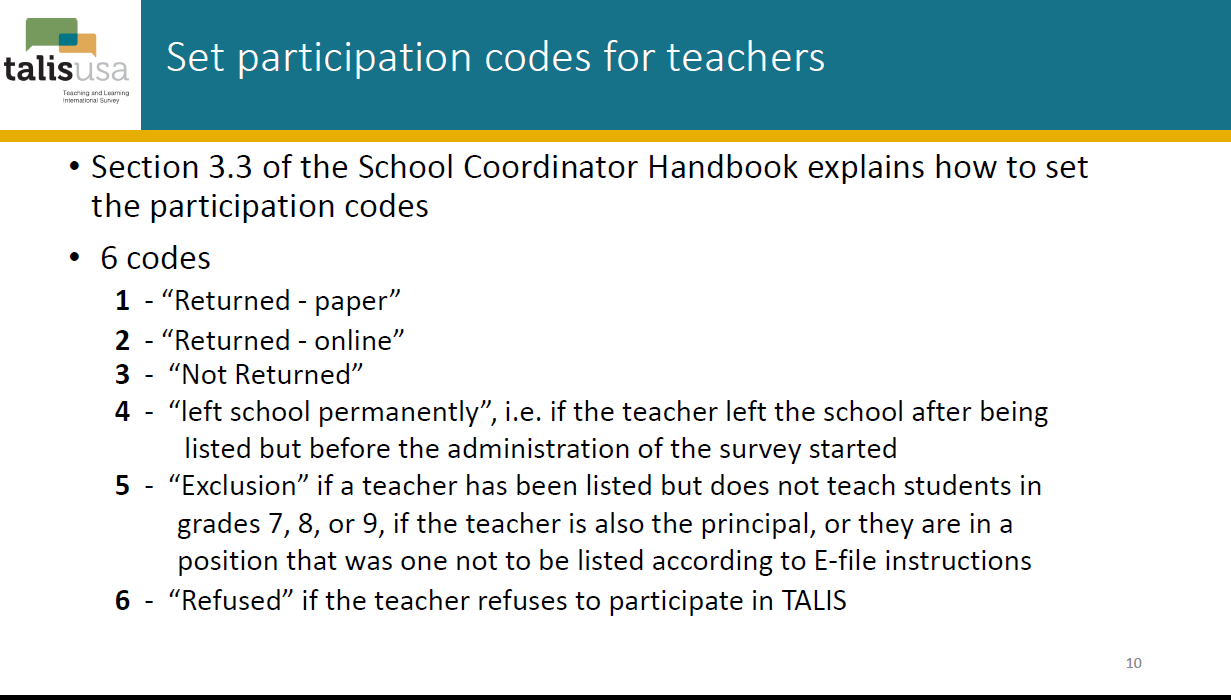 talisusa
Teaching and Learning
International Survey
Set participation codes for teachers
• Section 3.3 of the School Coordinator Handbook explains how to set
the participation codes
• 6 codes
1 - “Returned - paper”
2 - “Returned - online”
3 - “Not Returned”
4 - “left school permanently”, i.e. if the teacher left the school after being
listed but before the administration of the survey started
5 - “Exclusion” if a teacher has been listed but does not teach students in
grades 7, 8, or 9, if the teacher is also the principal, or they are in a
position that was one not to be listed according to E-file instructions
6 - “Refused” if the teacher refuses to participate in TALIS
10